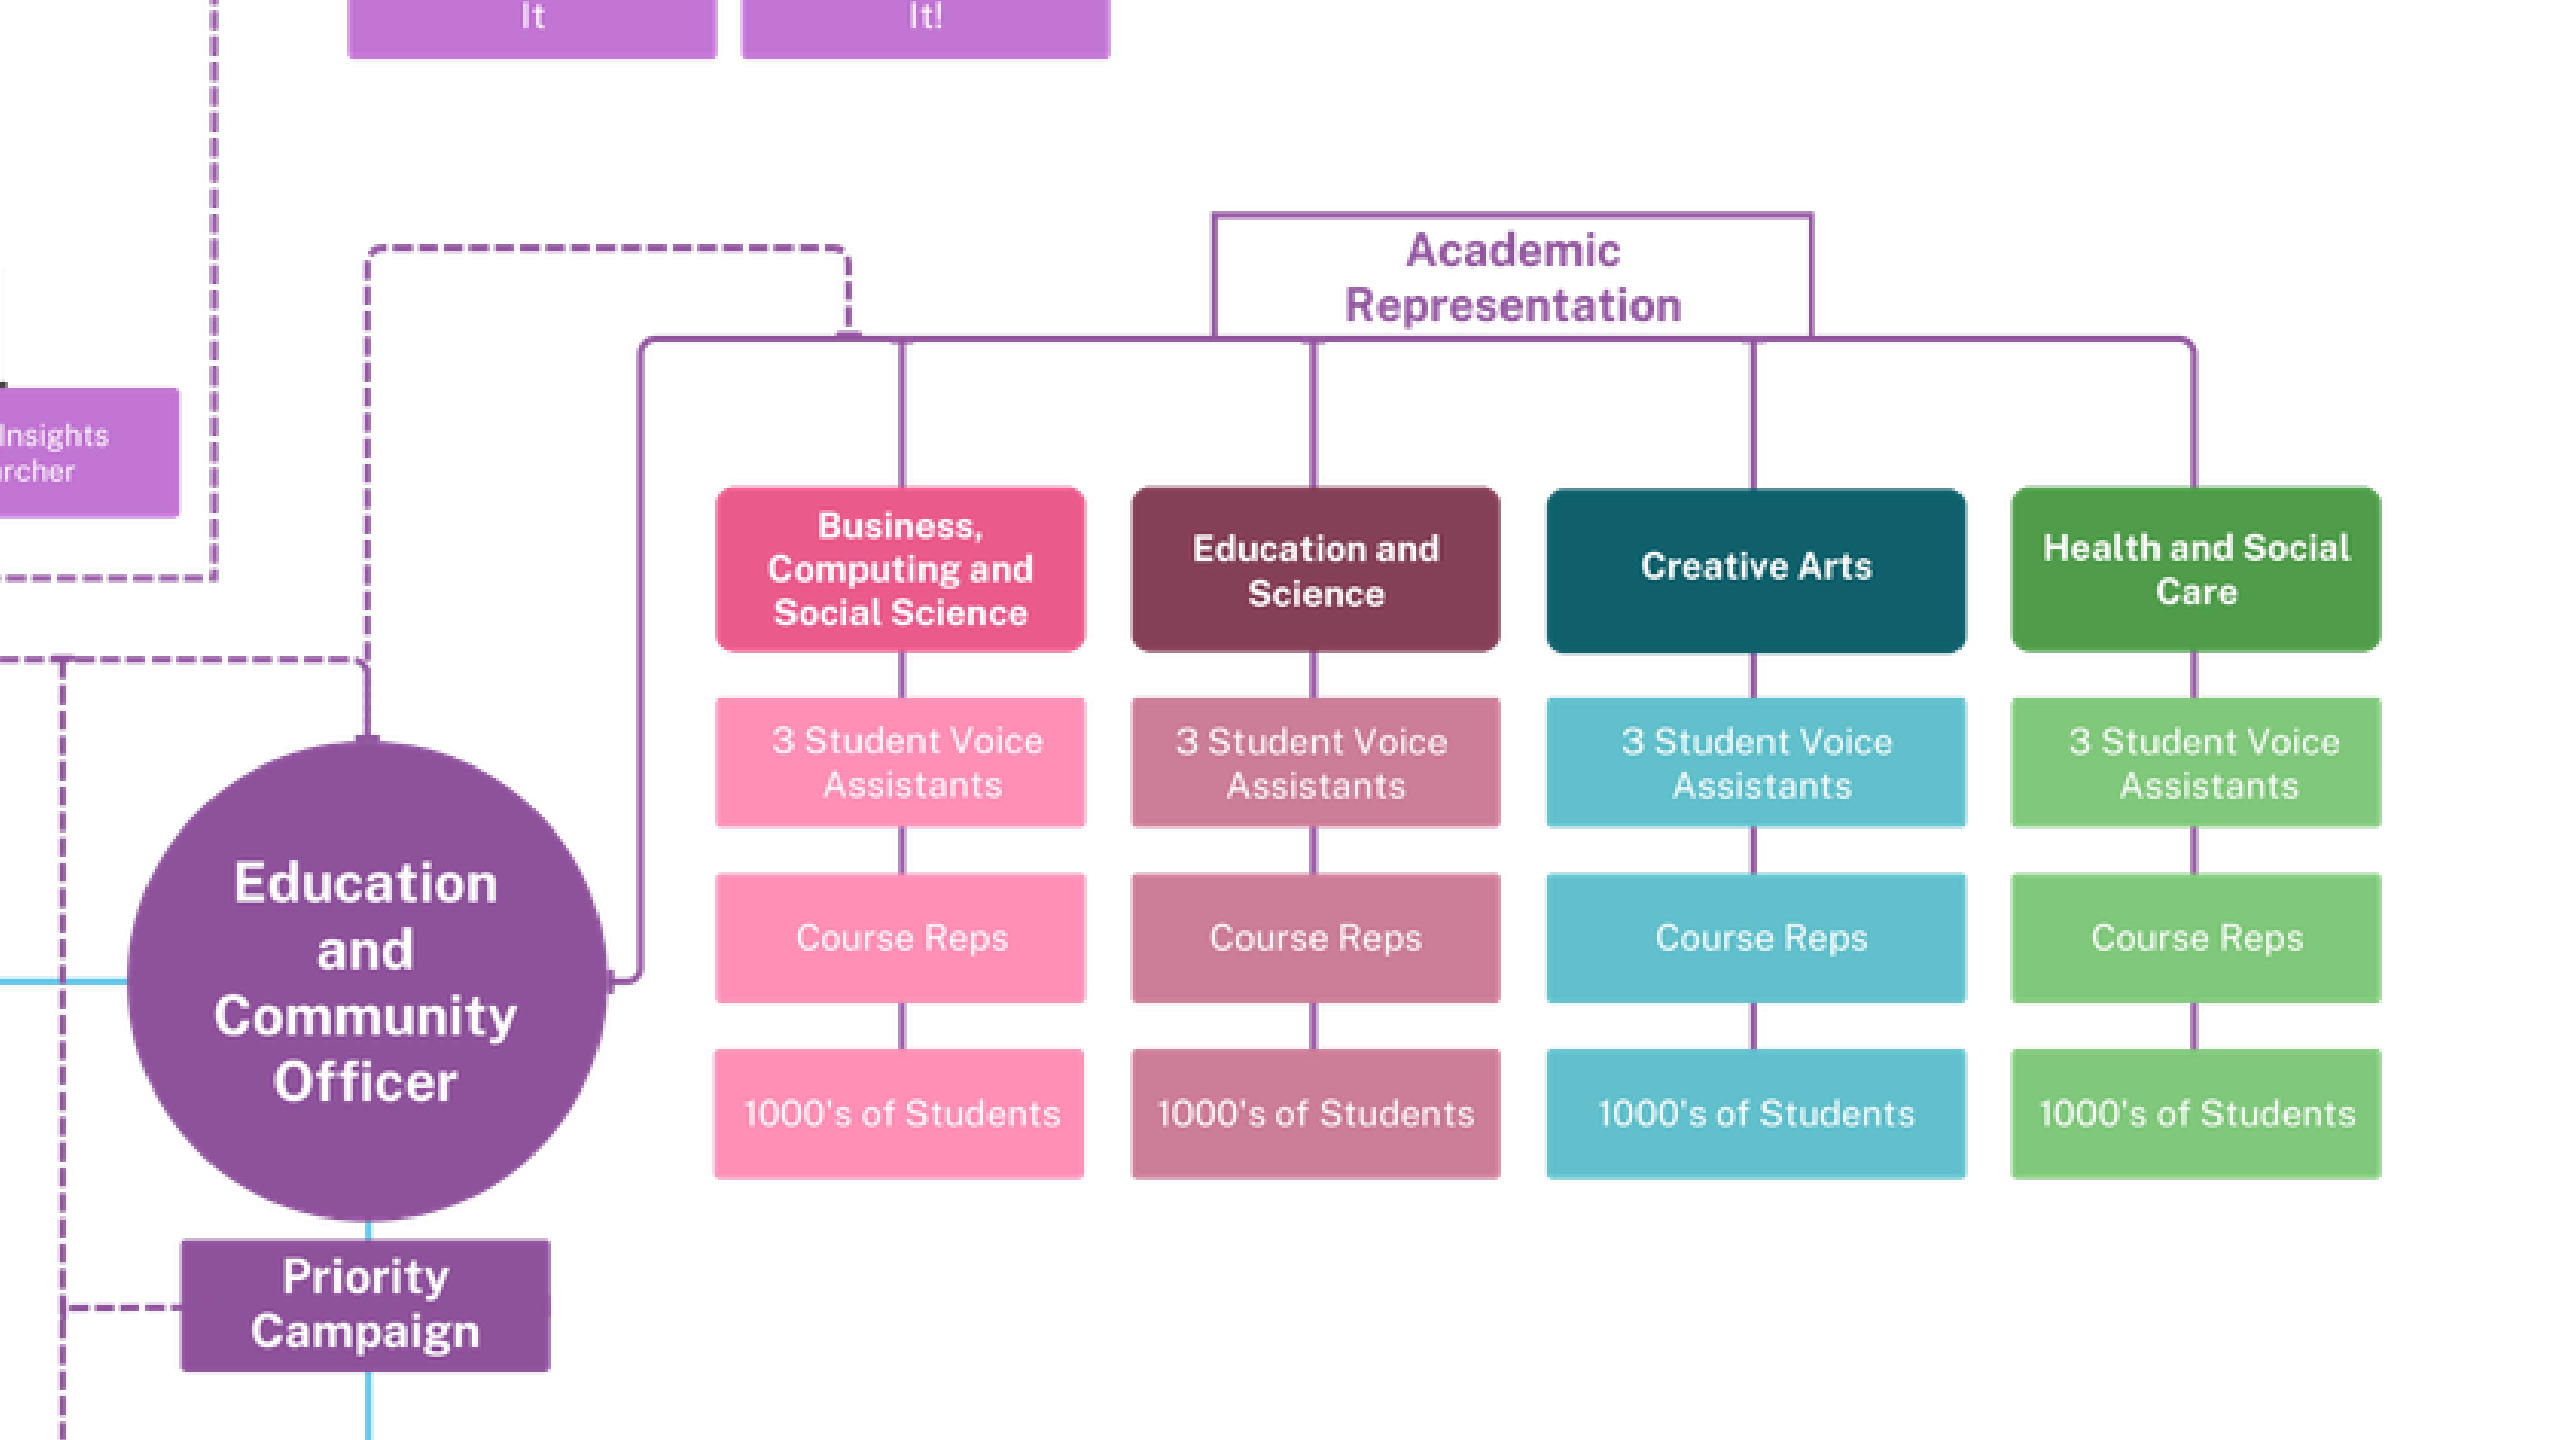 It
It!
Academic
Representation
Insights
Business,
Computing and
Social Science
Education and
Science
Creative Arts
Health and Social
Care
3 Student Voice
Assistants
3 Student Voice
Assistants
3 Student Voice
Assistants
3 Student Voice
Assistants
Education
and
Community
Officer
Course Reps
Course Reps
Course Reps
Course Reps
1000's of Students
1000's of Students
1000's of Students
1000's of Students
Priority
Campaign